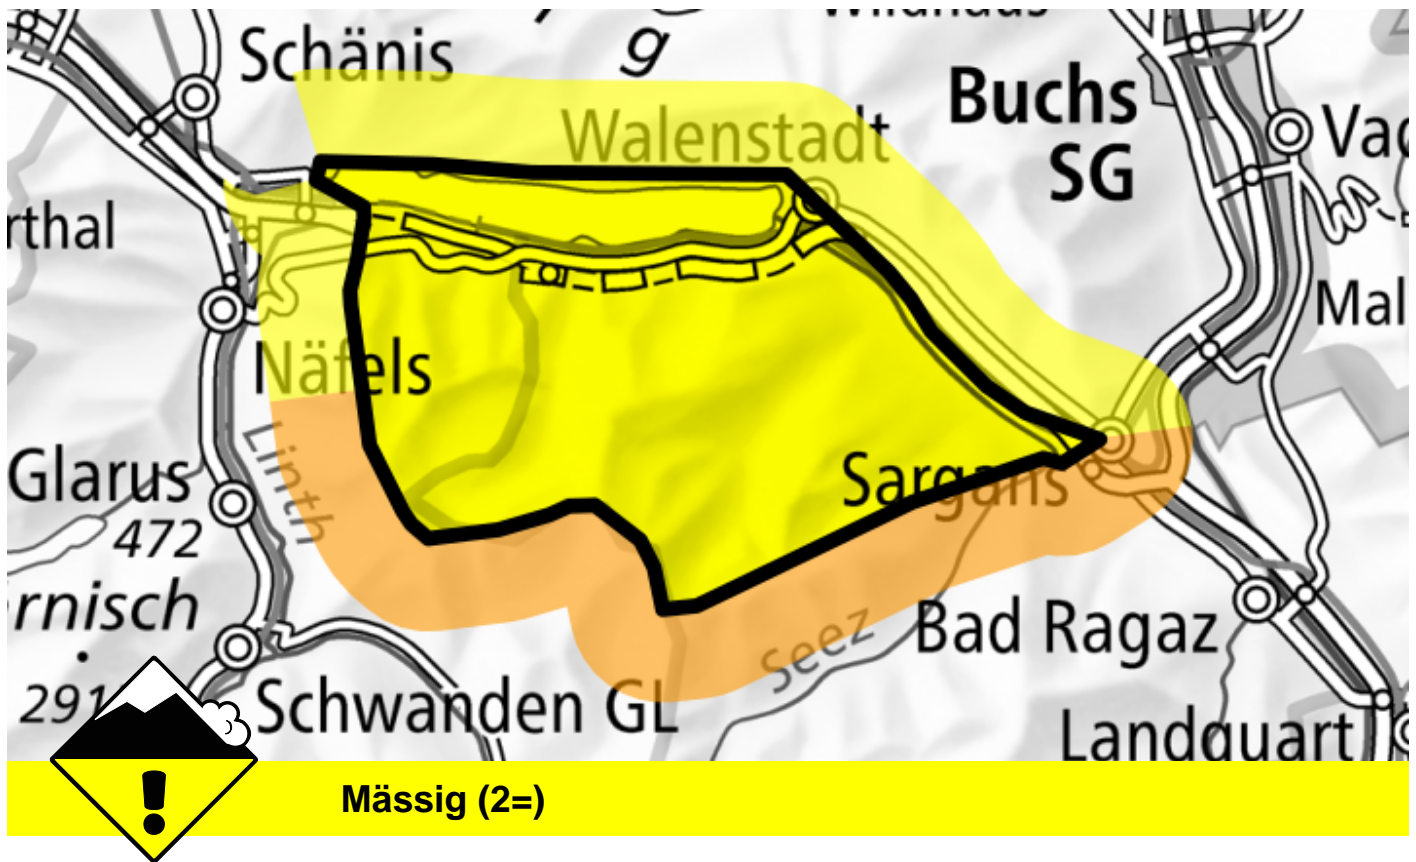 Schänis
g
Buchs
SG
Walenstadt
Vad
rthal
Mal
Näfels
Glarus
472
Linth
Sargans
rnisch
Seez
Bad Ragaz
291
Schwanden GL
Landquart
Mässig (2=)